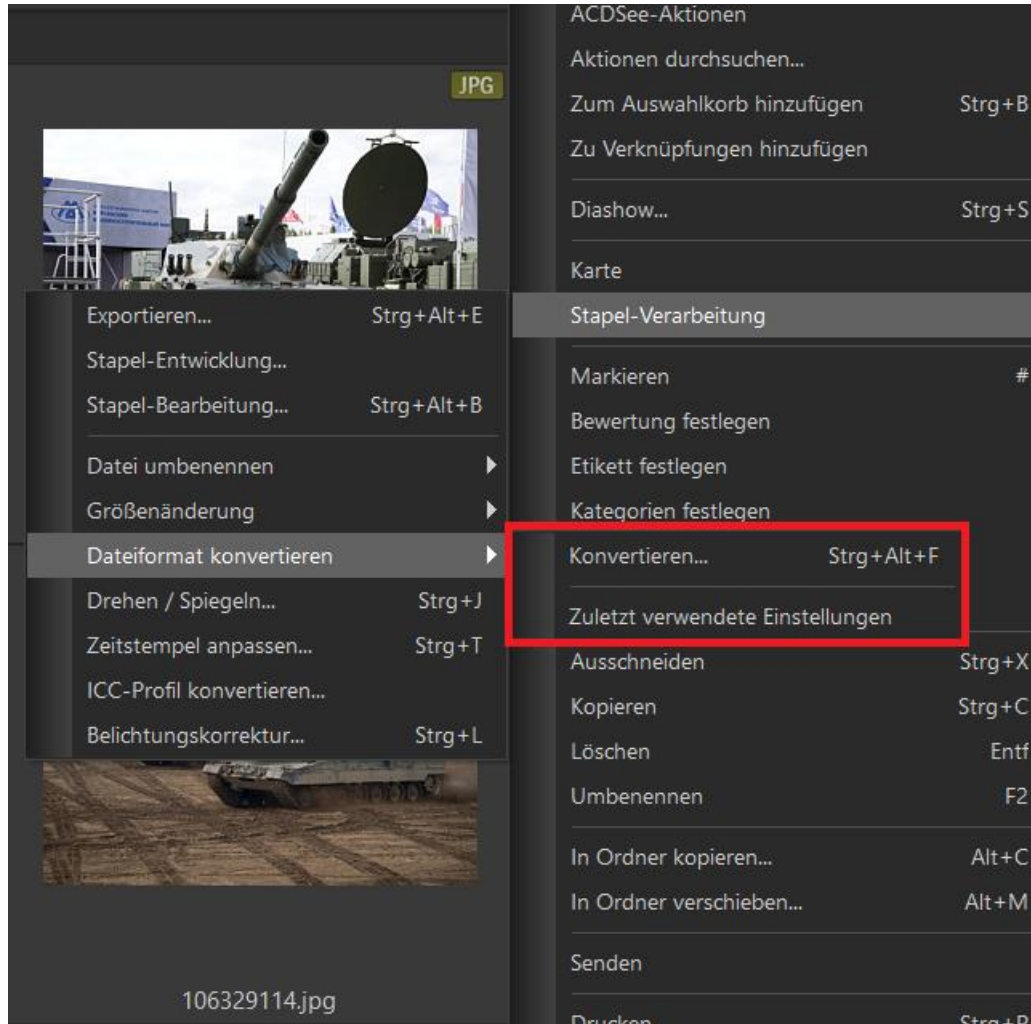 JPG
106329114.jpg
Exportieren... Strg+Alt+E
Stapel-Entwicklung...
Stapel-Bearbeitung... Strg+Alt+B
Datei umbenennen
Größenänderung
Dateiformat konvertieren
Drehen / Spiegeln... Strg+J
Zeitstempel anpassen... Strg+T
ICC-Profil konvertieren...
Belichtungskorrektur... Strg+L
ACDSee-Aktionen
Aktionen durchsuchen...
Zum Auswahlkorb hinzufügen Strg+B
Zu Verknüpfungen hinzufügen
Diashow... Strg+S
Karte
Stapel-Verarbeitung
Markieren #
Bewertung festlegen
Etikett festlegen
Kategorien festlegen
Konvertieren... Strg+Alt+F
Zuletzt verwendete Einstellungen
Ausschneiden Strg+X
Kopieren Strg+C
Löschen Entf
Umbenennen F2
In Ordner kopieren... Alt+C
In Ordner verschieben... Alt+M
Senden
Drucken Strg+P